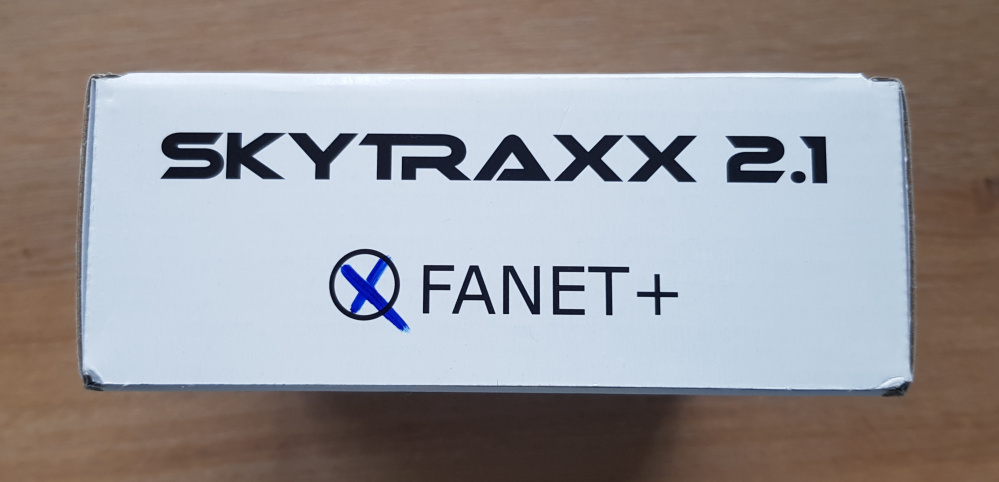 SKYTRAXX 2.1
FANET+